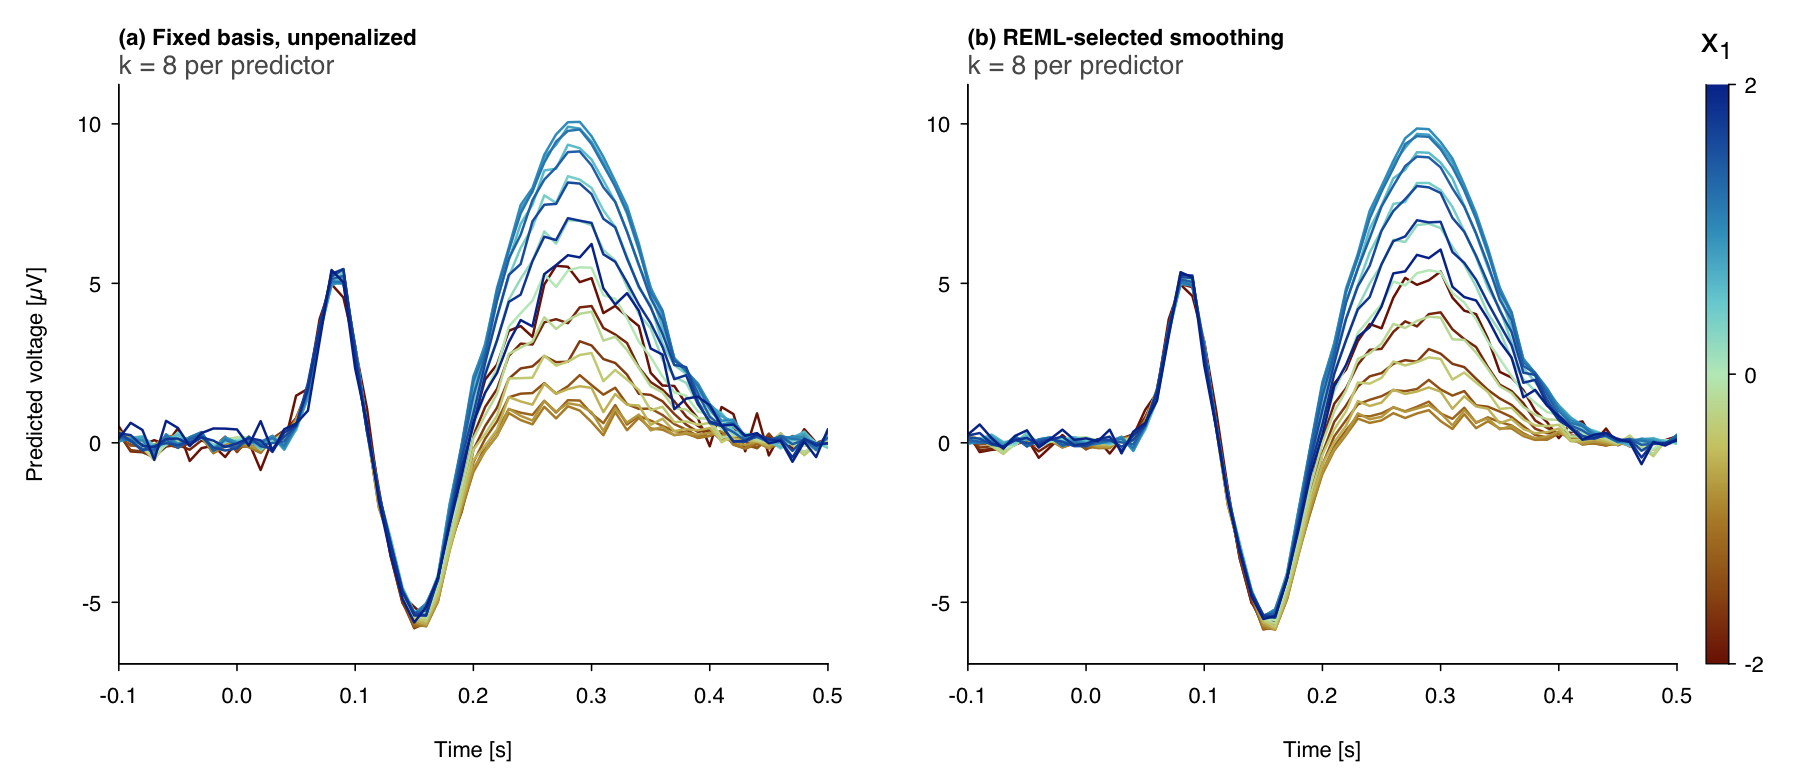 (a) Fixed basis, unpenalized
k = 8 per predictor
10
5
0
-5
Predicted voltage [µV]
-0.1 0.0 0.1 0.2 0.3 0.4 0.5
Time [s]
(b) REML-selected smoothing
k = 8 per predictor
10
5
0
-5
-0.1 0.0 0.1 0.2 0.3 0.4 0.5
Time [s]
x₁
2
0
-2